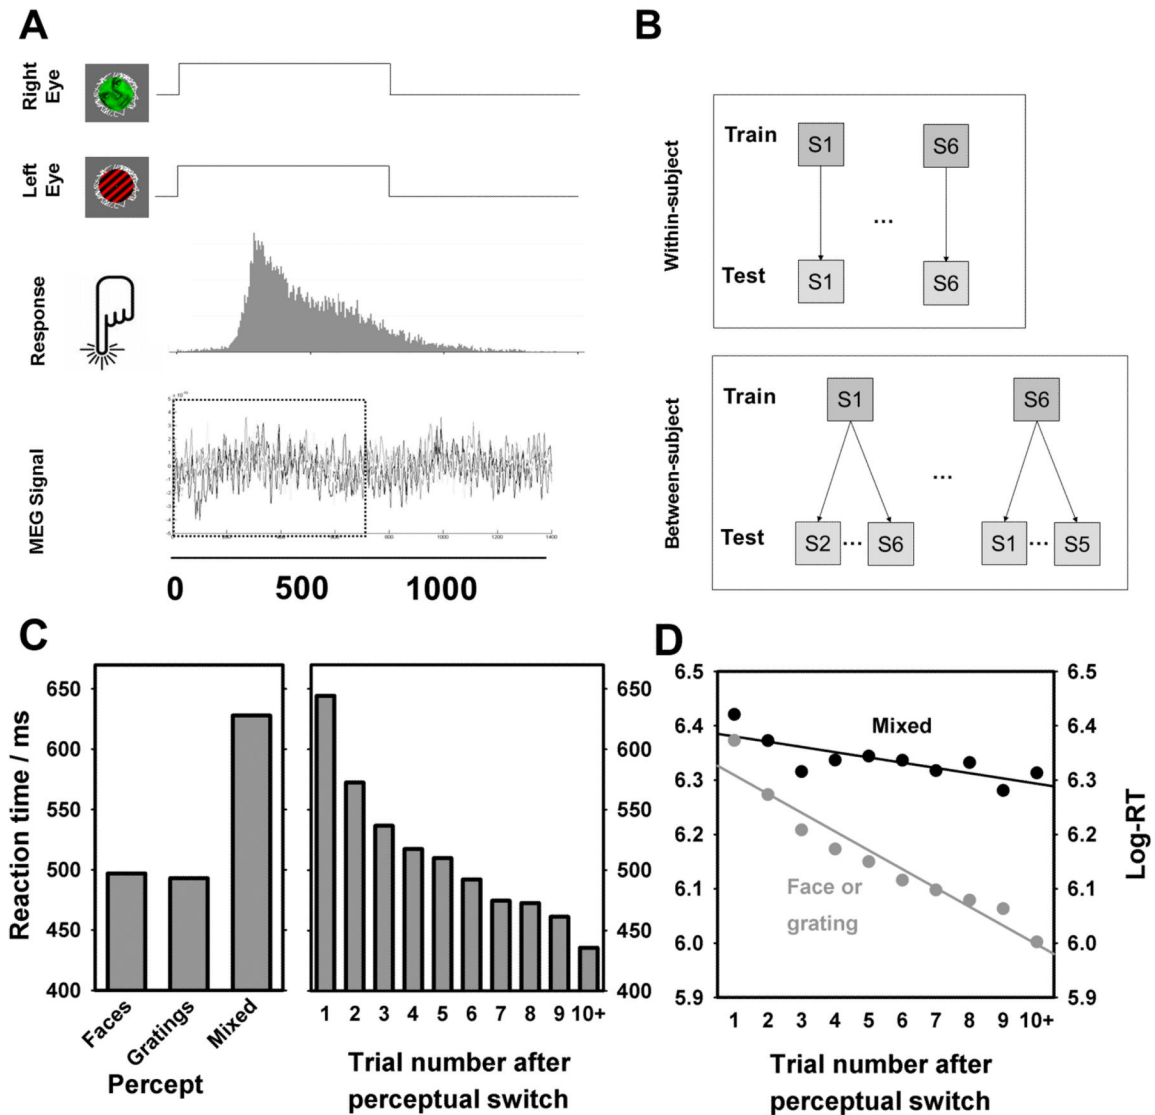 A
Right
Eye
Left
Eye
Response
MEG Signal
0 500 1000
B
Within-subject
Train S1 S6
...
Test S1 S6
Between-subject
Train S1 S6
...
Test S2 ... S6 S1 ... S5
C
Reaction time / ms
650
600
550
500
450
400
Faces
Gratings
Mixed
Percept
650
600
550
500
450
400
1 2 3 4 5 6 7 8 9 10+
Trial number after
perceptual switch
D
6.5
6.4
6.3
6.2
6.1
6.0
5.9
Mixed
Face or
grating
6.5
6.4
6.3
6.2
6.1
6.0
5.9
Log-RT
1 2 3 4 5 6 7 8 9 10+
Trial number after
perceptual switch